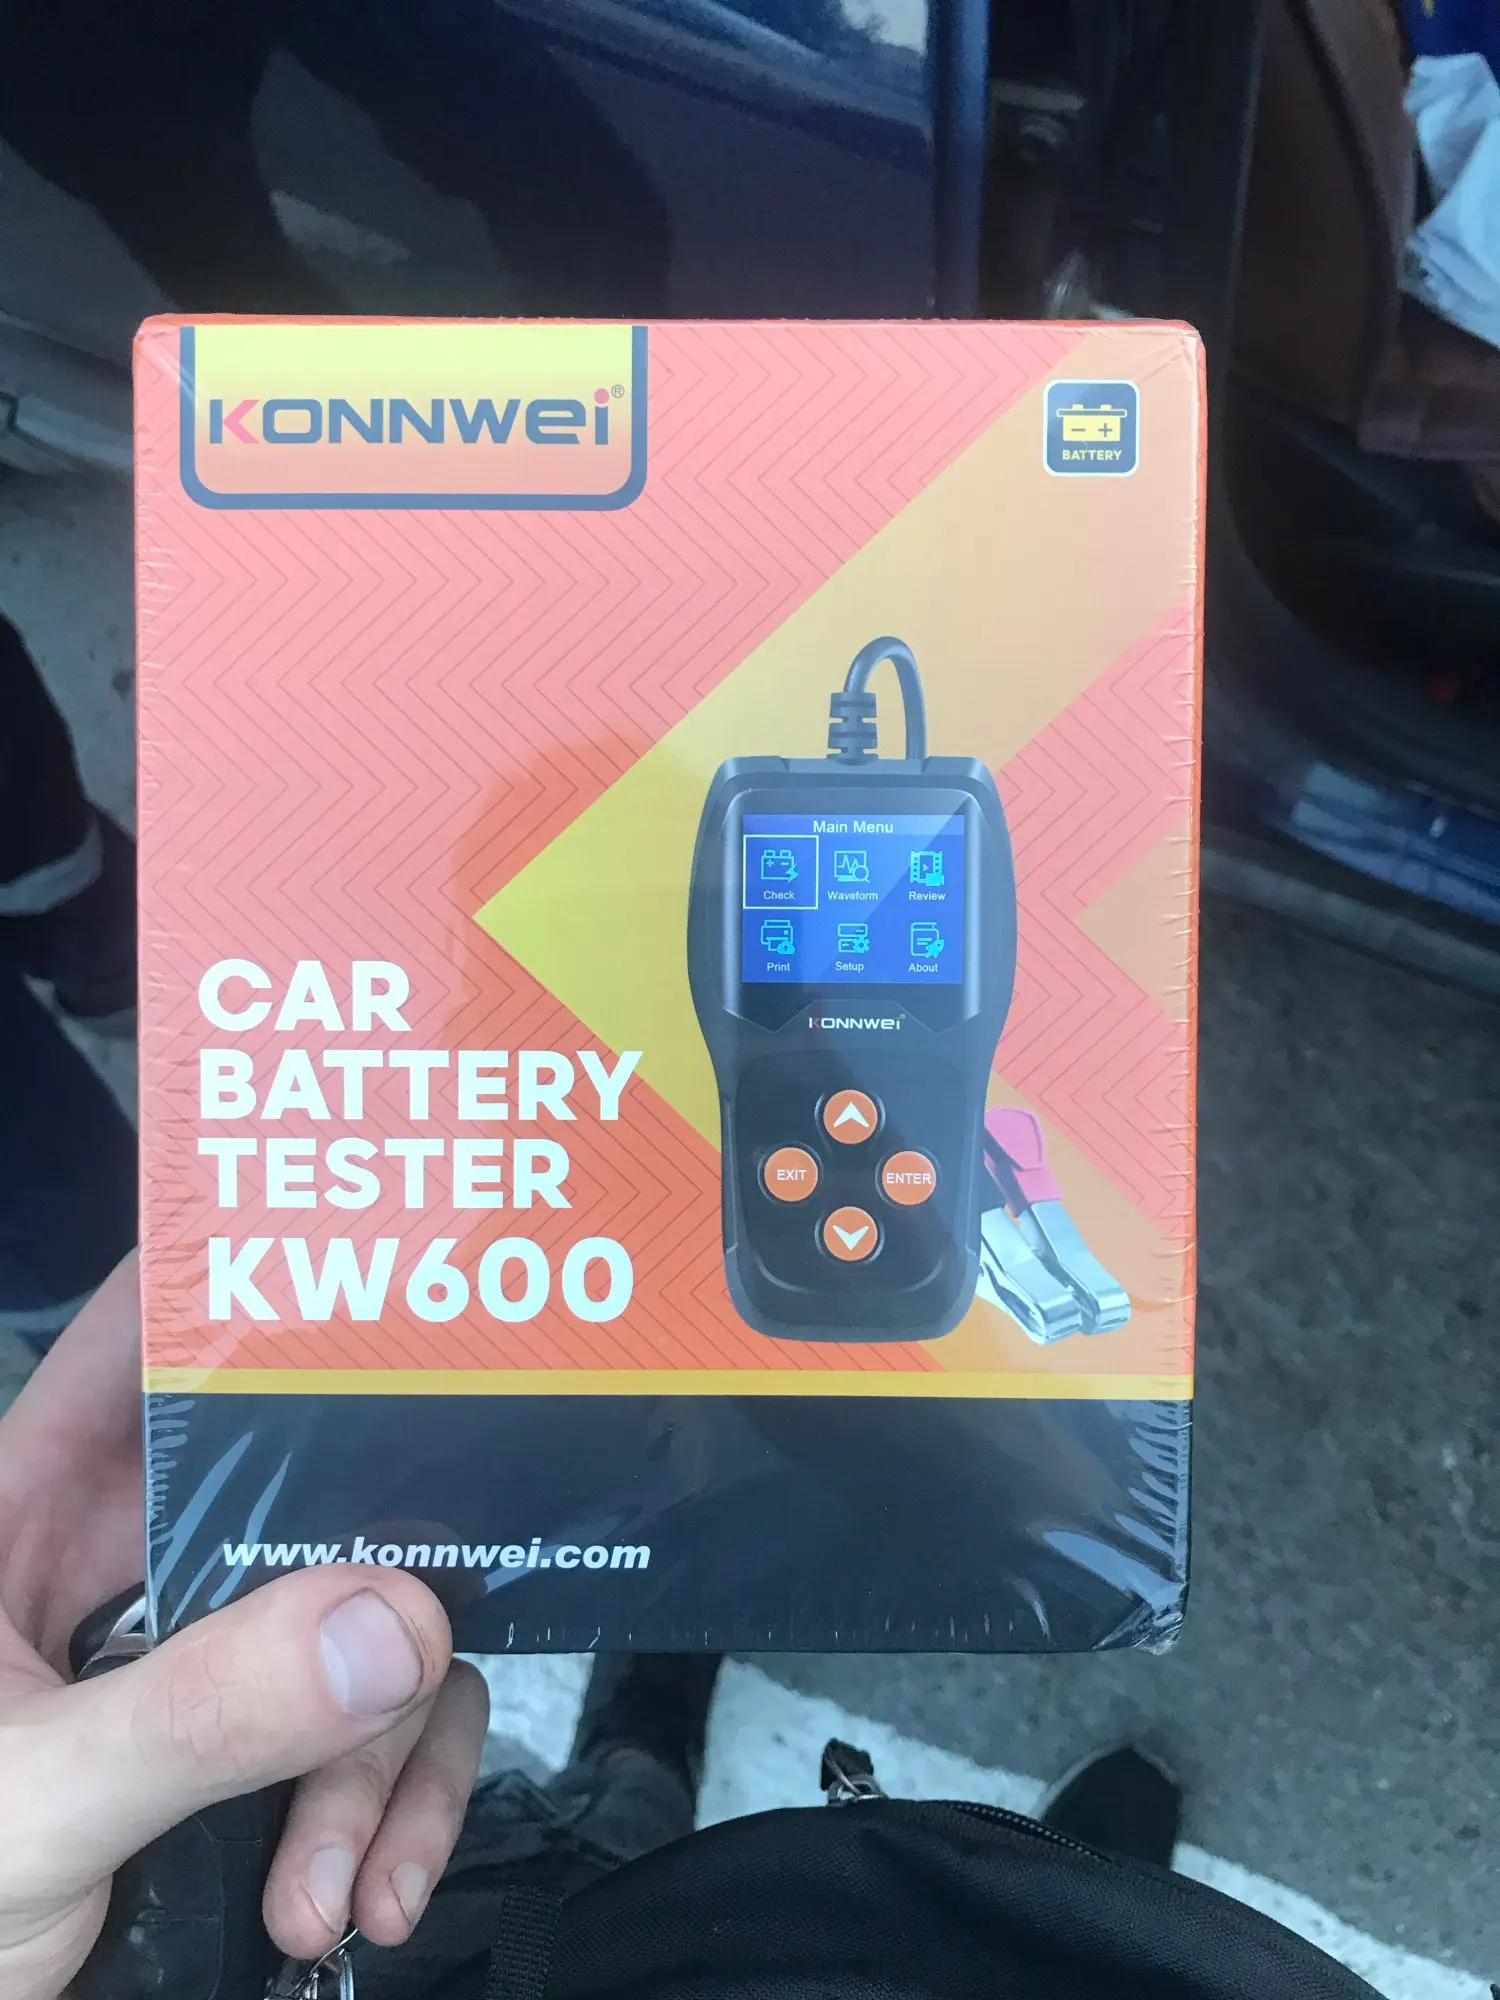 KONNWEI®
BATTERY
CAR
BATTERY
TESTER
KW600
Main Menu
Check Waveform Review
Print Setup About
KONNWEI®
EXIT ENTER
www.konnwei.com